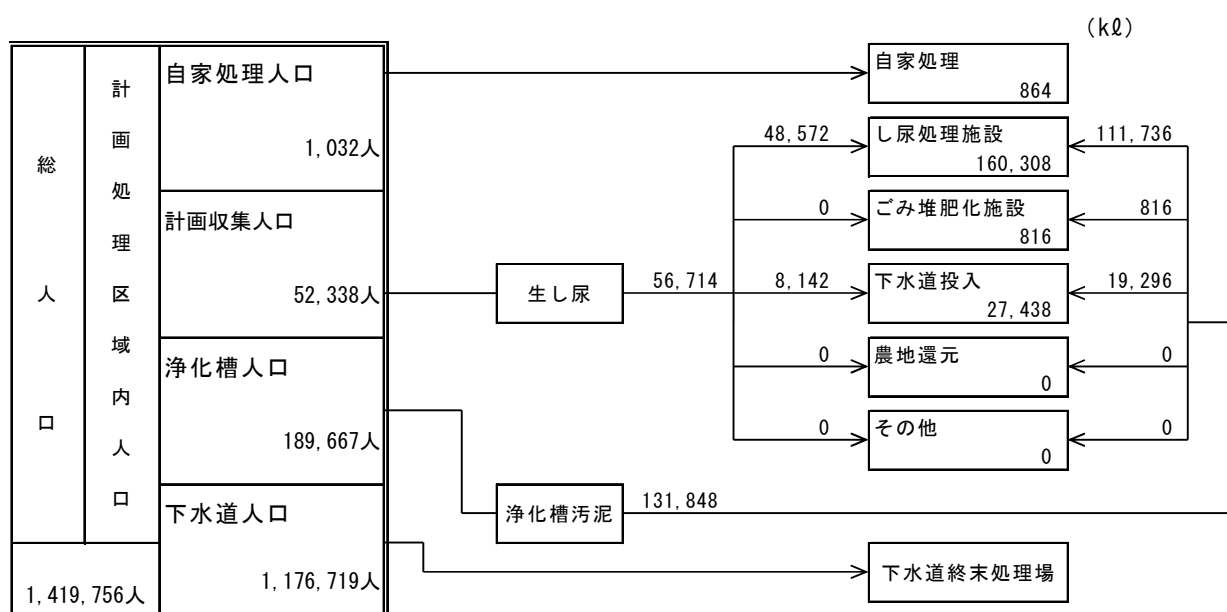 (kℓ)
総人口
1,419,756人
計画処理区域内人口
自家処理人口
1,032人
計画収集人口
52,338人
浄化槽人口
189,667人
下水道人口
1,176,719人
生し尿
56,714
浄化槽汚泥
131,848
自家処理
864
48,572
し尿処理施設
160,308
111,736
0
ごみ堆肥化施設
816
816
8,142
下水道投入
27,438
19,296
0
農地還元
0
0
0
その他
0
0
下水道終末処理場